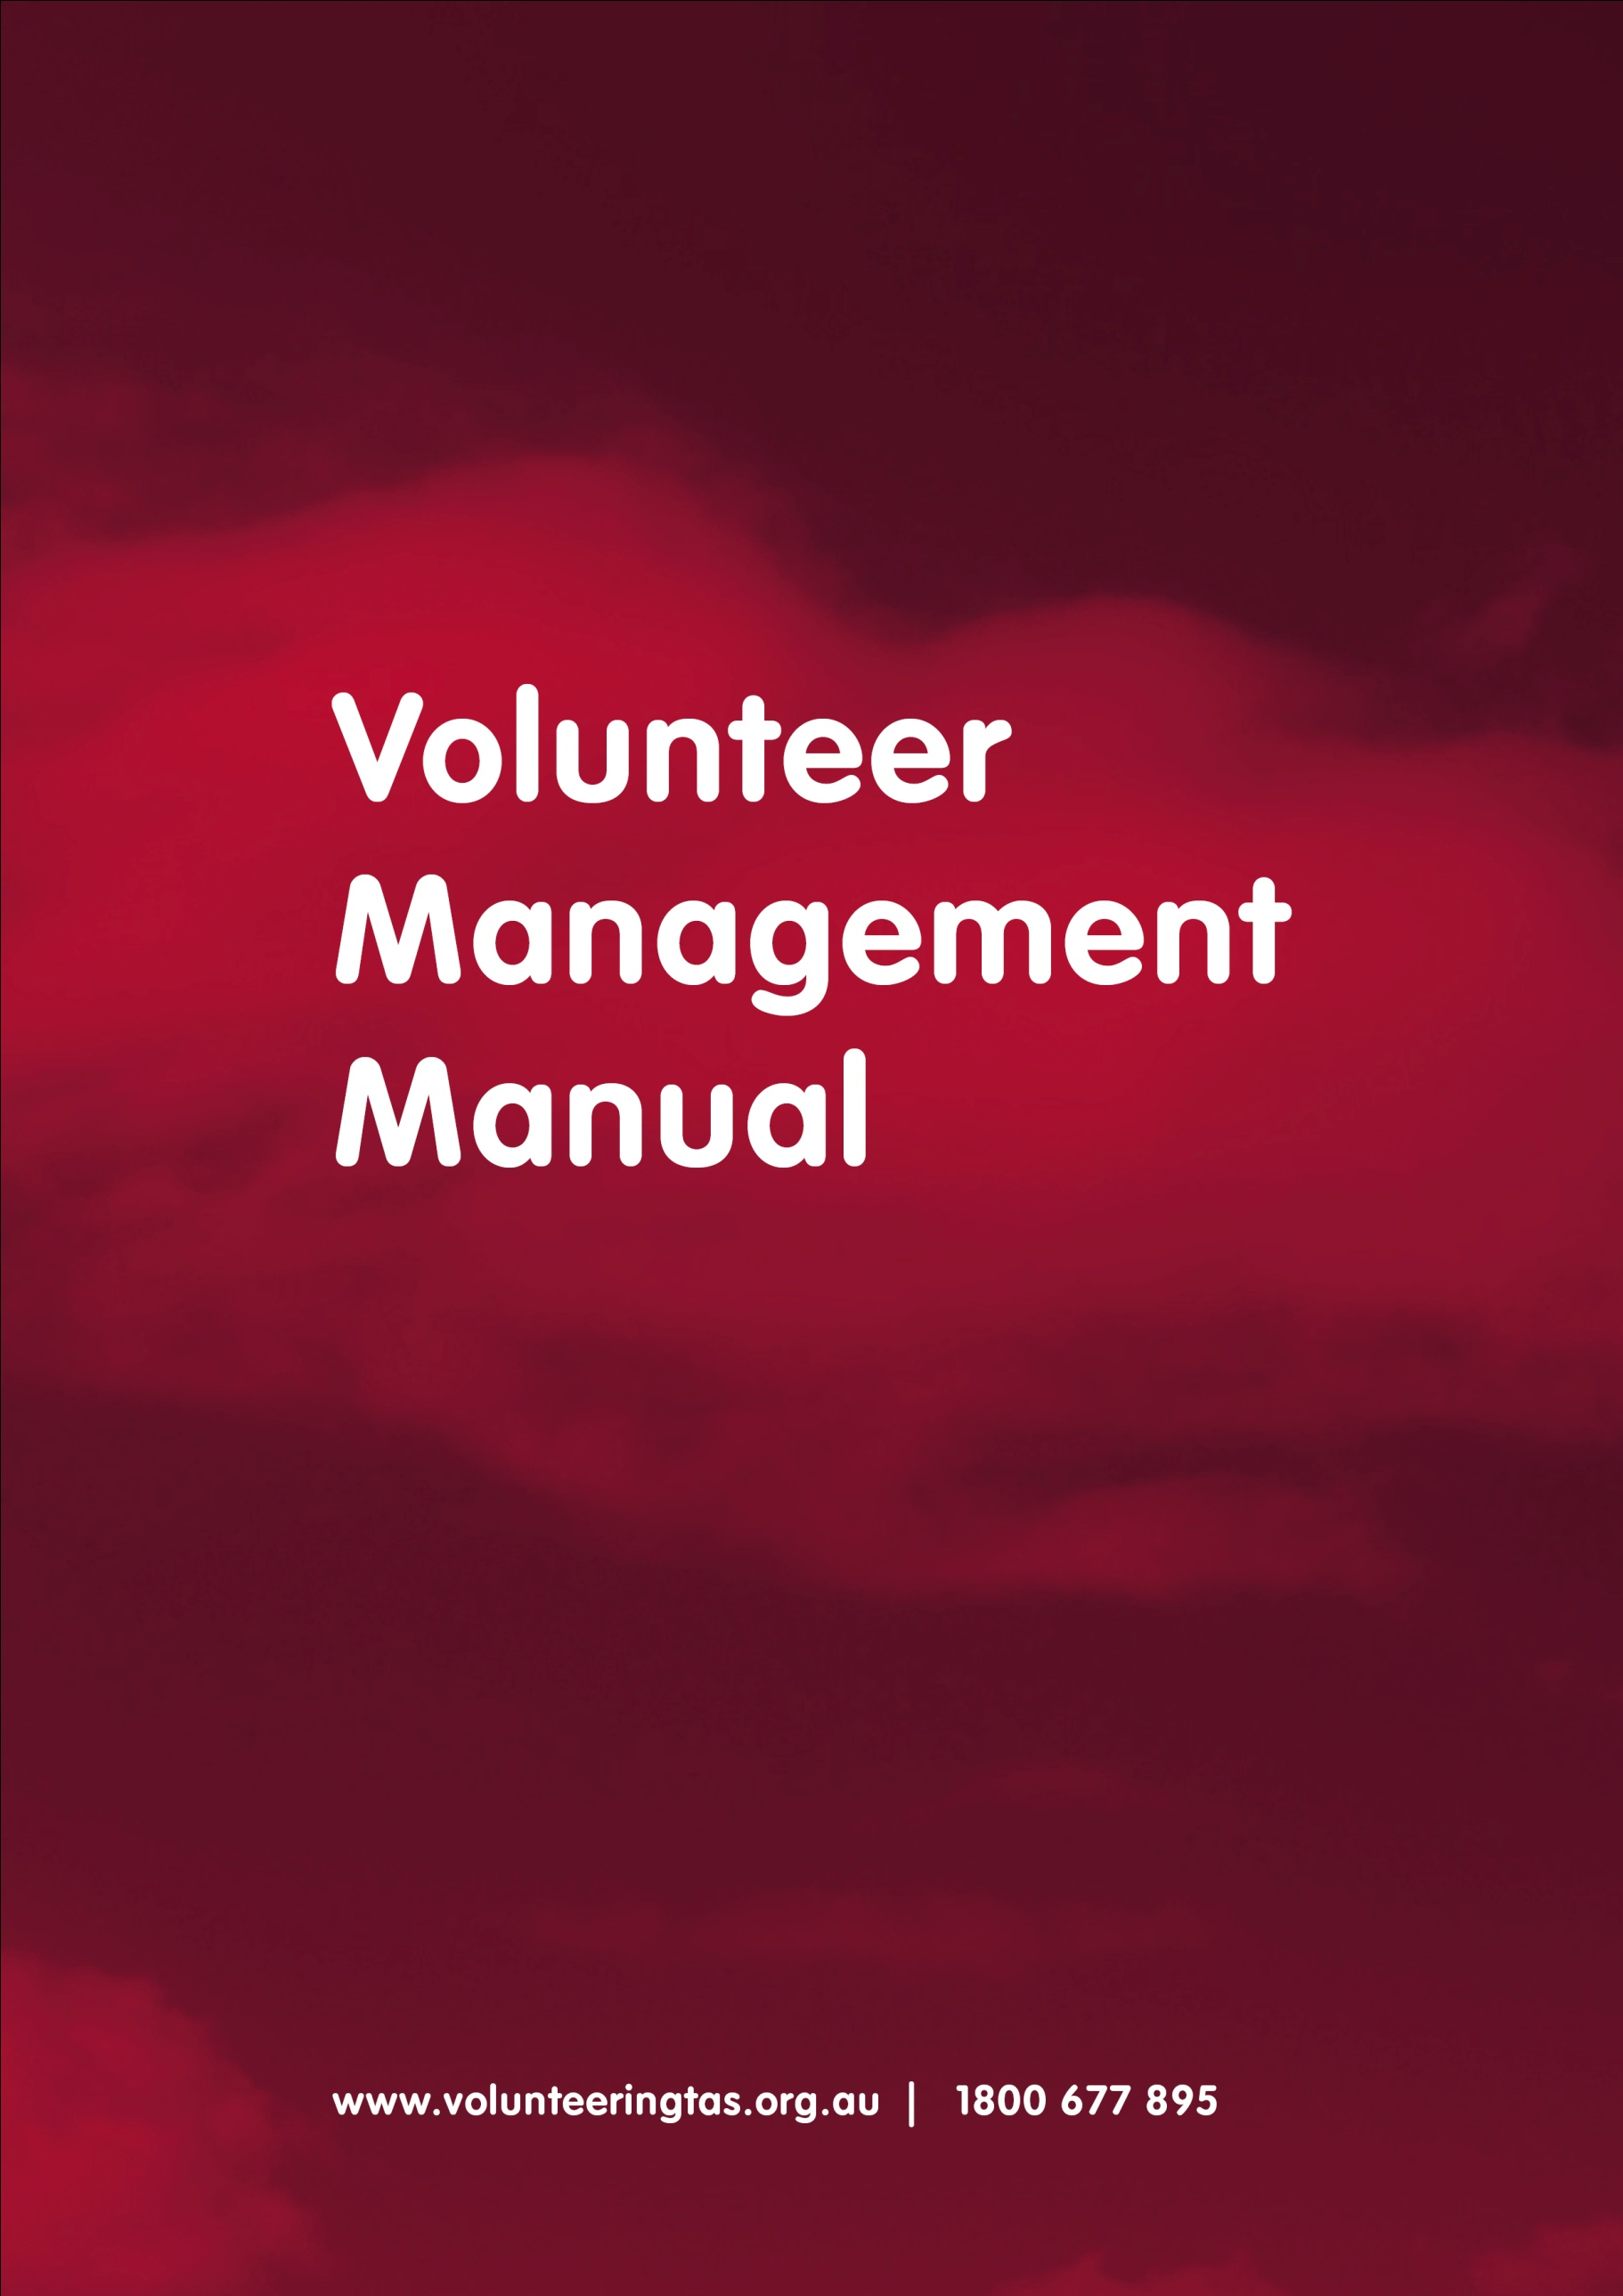 Volunteer
Management
Manual
www.volunteeringtas.org.au | 1800 677 895